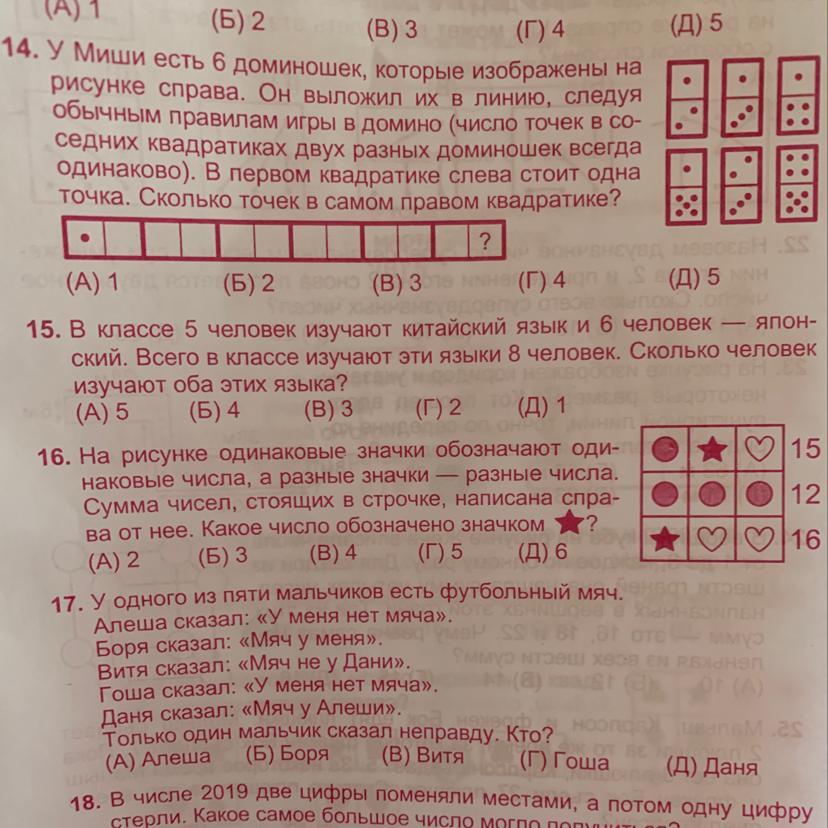 (А) 1 (Б) 2 (В) 3 (Г) 4 (Д) 5
14. У Миши есть 6 доминошек, которые изображены на
рисунке справа. Он выложил их в линию, следуя
обычным правилам игры в домино (число точек в со-
седних квадратиках двух разных доминошек всегда
одинаково). В первом квадратике слева стоит одна
точка. Сколько точек в самом правом квадратике?
?
(А) 1 (Б) 2 (В) 3 (Г) 4 (Д) 5
15. В классе 5 человек изучают китайский язык и 6 человек — япон-
ский. Всего в классе изучают эти языки 8 человек. Сколько человек
изучают оба этих языка?
(А) 5 (Б) 4 (В) 3 (Г) 2 (Д) 1
16. На рисунке одинаковые значки обозначают оди-
наковые числа, а разные значки — разные числа.
Сумма чисел, стоящих в строчке, написана спра-
ва от нее. Какое число обозначено значком ★?
15
12
16
(А) 2 (Б) 3 (В) 4 (Г) 5 (Д) 6
17. У одного из пяти мальчиков есть футбольный мяч.
Алеша сказал: «У меня нет мяча».
Боря сказал: «Мяч у меня».
Витя сказал: «Мяч не у Дани».
Гоша сказал: «У меня нет мяча».
Даня сказал: «Мяч у Алеши».
Только один мальчик сказал неправду. Кто?
(А) Алеша (Б) Боря (В) Витя (Г) Гоша (Д) Даня
18. В числе 2019 две цифры поменяли местами, а потом одну цифру
стерли. Какое самое большое число могло получиться?